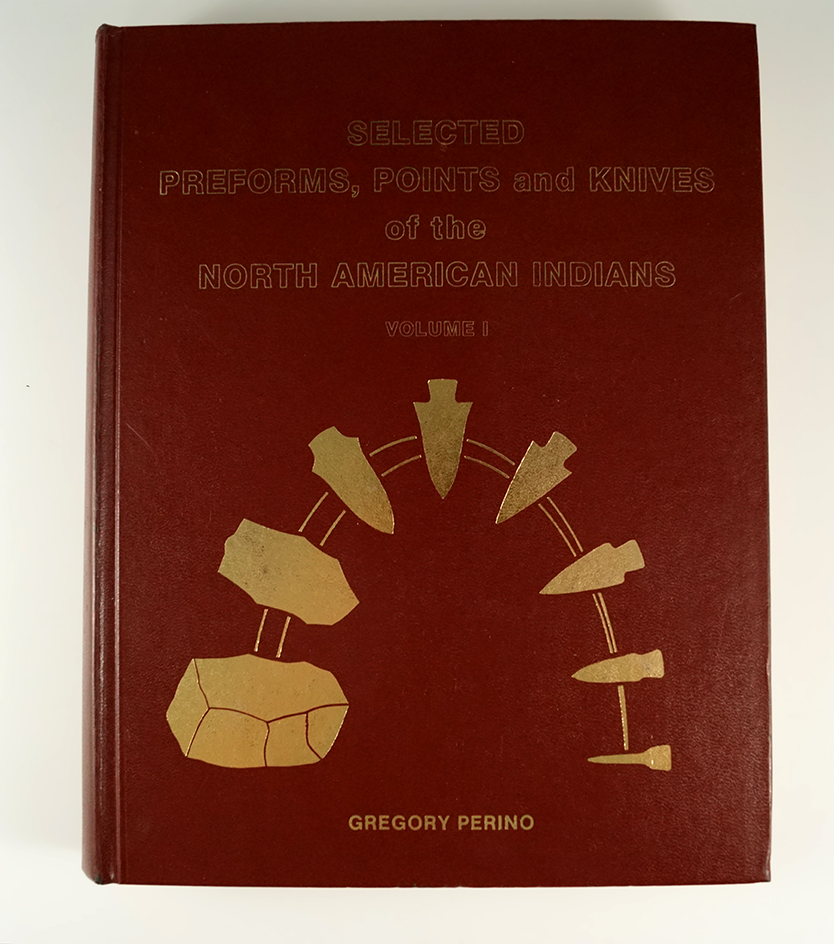 SELECTED
PREFORMS, POINTS and KNIVES
of the
NORTH AMERICAN INDIANS
VOLUME I
GREGORY PERINO